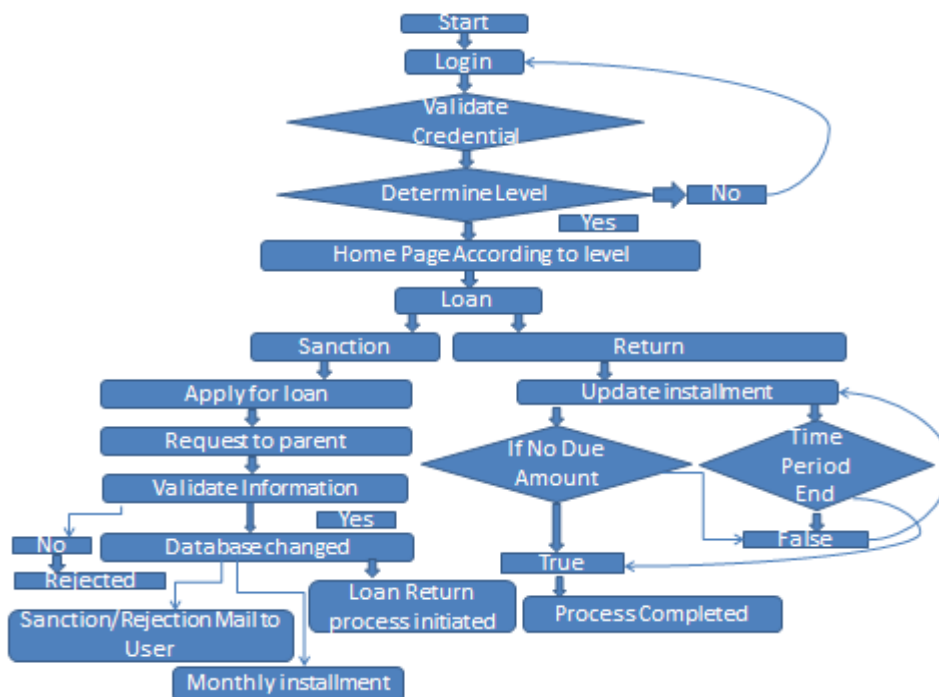 Start
Login
Validate
Credential
Determine Level
No
Yes
Home Page According to level
Loan
Sanction
Return
Apply for loan
Update installment
Request to parent
If No Due
Amount
Time
Period
End
Validate Information
Yes
No
Database changed
False
True
Rejected
Loan Return
process initiated
Process Completed
Sanction/Rejection Mail to
User
Monthly installment